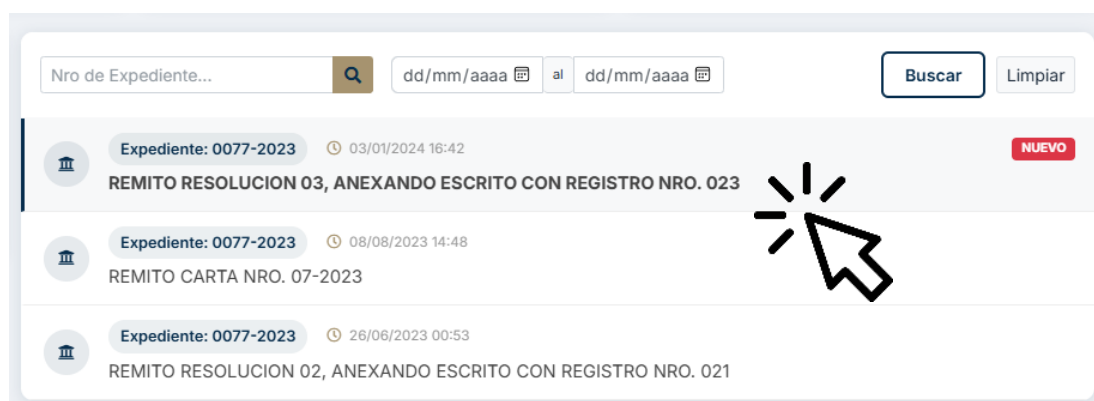 Nro de Expediente... dd/mm/aaaa al dd/mm/aaaa Buscar Limpiar
Expediente: 0077-2023 03/01/2024 16:42 NUEVO
REMITO RESOLUCION 03, ANEXANDO ESCRITO CON REGISTRO NRO. 023
Expediente: 0077-2023 08/08/2023 14:48
REMITO CARTA NRO. 07-2023
Expediente: 0077-2023 26/06/2023 00:53
REMITO RESOLUCION 02, ANEXANDO ESCRITO CON REGISTRO NRO. 021